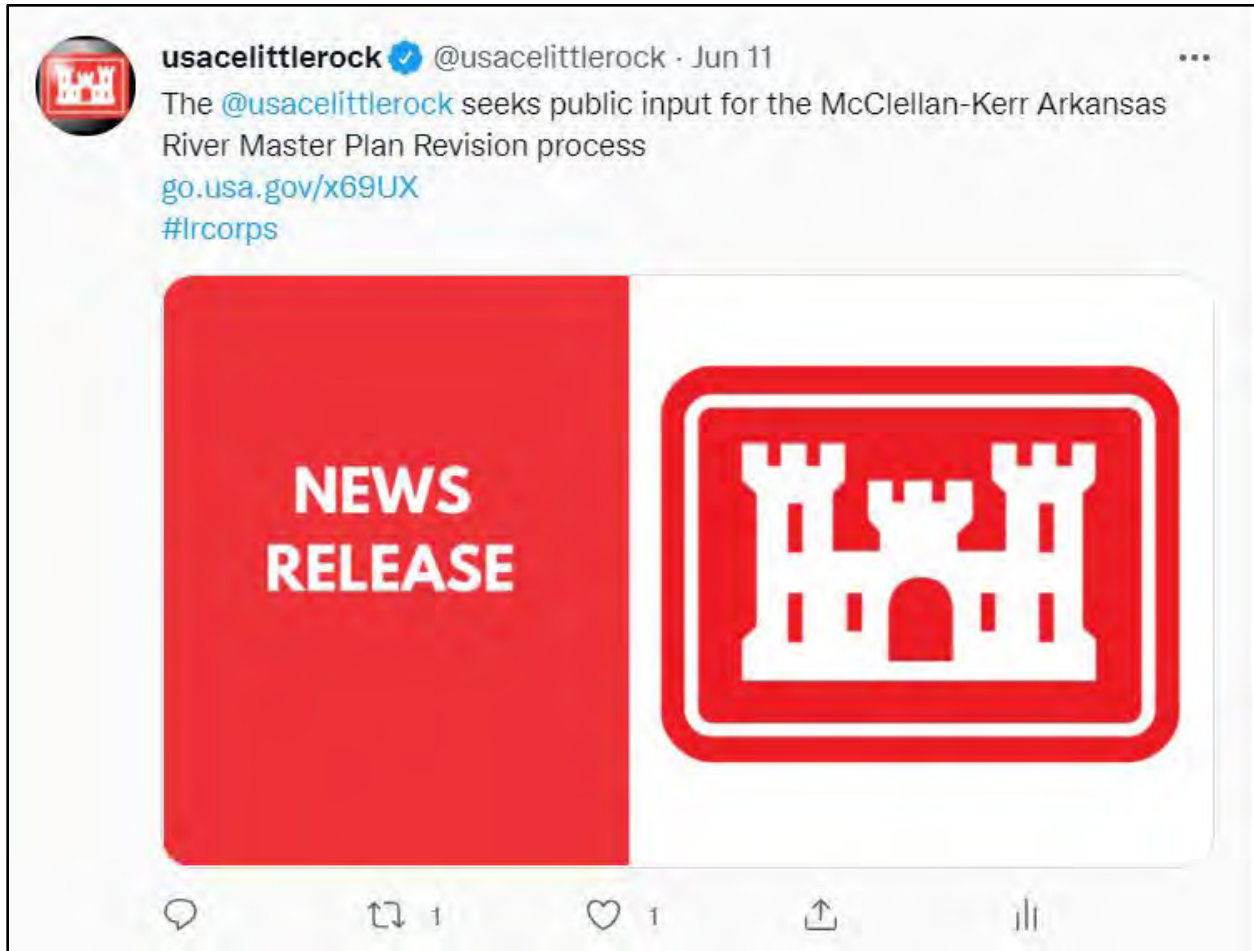 usacelittlerock @usacelittlerock · Jun 11
The @usacelittlerock seeks public input for the McClellan-Kerr Arkansas
River Master Plan Revision process
go.usa.gov/x69UX
#lrcorps
NEWS
RELEASE
1 1